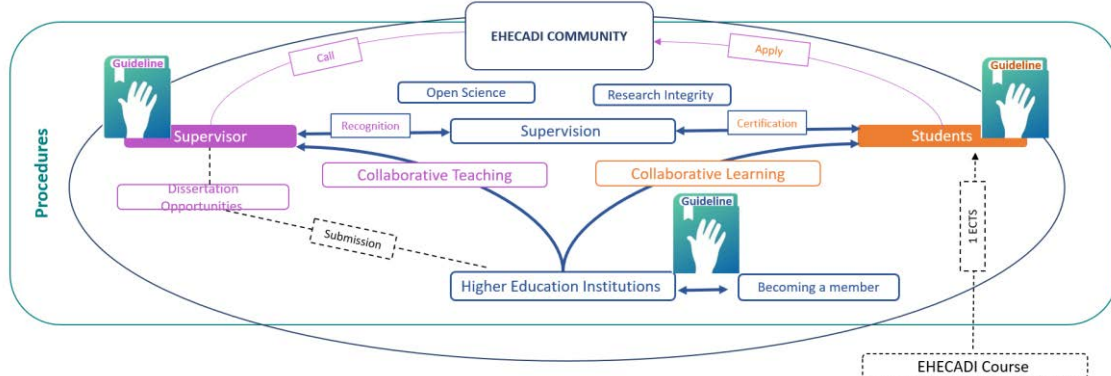 EHECADI COMMUNITY
Call
Apply
Guideline
Guideline
Open Science
Research Integrity
Supervisor
Recognition
Supervision
Certification
Students
Collaborative Teaching
Collaborative Learning
Dissertation
Opportunities
Procedures
Guideline
Submission
1 ECTS
Higher Education Institutions
Becoming a member
EHECADI Course